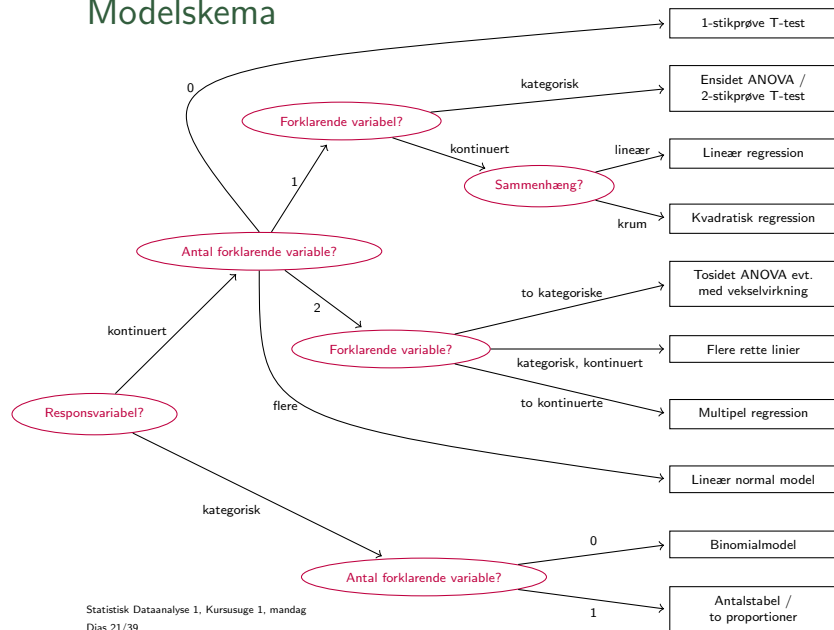 Modelskema
1-stikprøve T-test
0
Ensidet ANOVA /
2-stikprøve T-test
kategorisk
Forklarende variabel?
kontinuert
lineær
Lineær regression
1
Sammenhæng?
krum
Kvadratisk regression
Antal forklarende variable?
Tosidet ANOVA evt.
med vekselvirkning
to kategoriske
2
kontinuert
Forklarende variable?
kategorisk, kontinuert
Flere rette linier
to kontinuerte
flere
Responsvariabel?
Multipel regression
Lineær normal model
kategorisk
0
Binomialmodel
Antal forklarende variable?
1
Antalstabel /
to proportioner
Statistisk Dataanalyse 1, Kursusuge 1, mandag
Dias 21/39